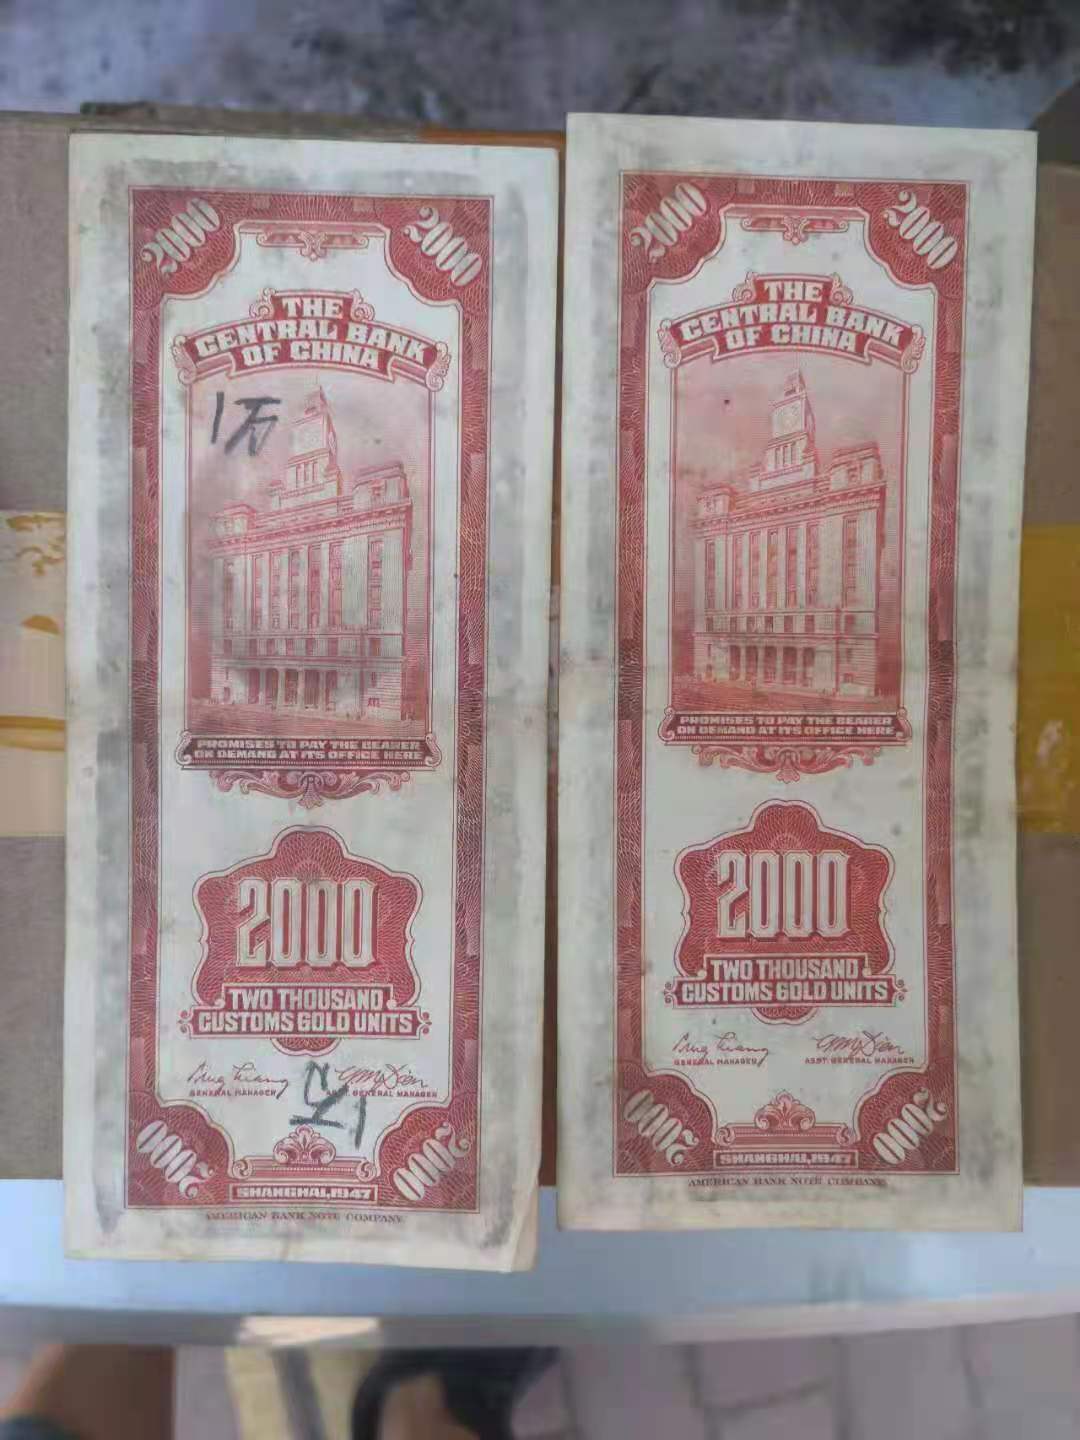 2000 2000
THE
CENTRAL BANK
OF CHINA
1万
PROMISES TO PAY THE BEARER
ON DEMAND AT ITS OFFICE HERE
2000
TWO THOUSAND
CUSTOMS GOLD UNITS
GENERAL MANAGER
ASST. GENERAL MANAGER
2000 2000
SHANGHAI,1947
AMERICAN BANK NOTE COMPANY
2000 2000
THE
CENTRAL BANK
OF CHINA
PROMISES TO PAY THE BEARER
ON DEMAND AT ITS OFFICE HERE
2000
TWO THOUSAND
CUSTOMS GOLD UNITS
GENERAL MANAGER
ASST. GENERAL MANAGER
2000 2000
SHANGHAI,1947
AMERICAN BANK NOTE COMPANY